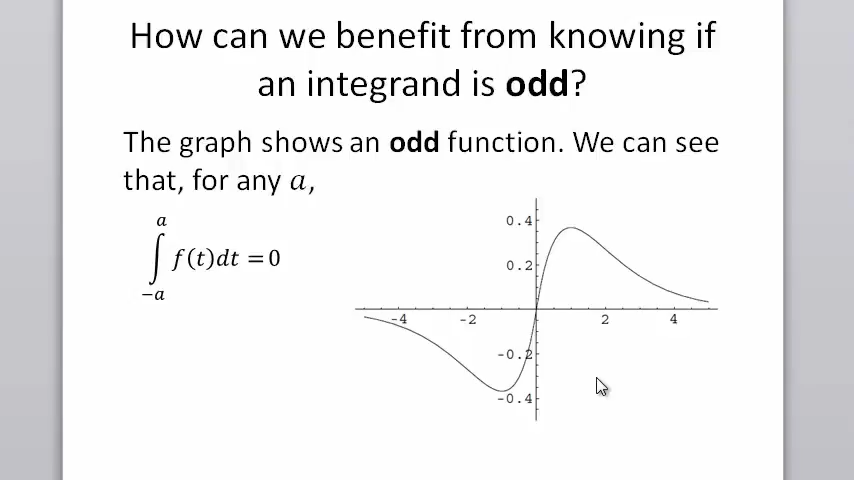 How can we benefit from knowing if
an integrand is odd?
The graph shows an odd function. We can see
that, for any a,
a
∫ f(t)dt = 0
−a
0.4
0.2
-4 -2 2 4
-0.2
-0.4